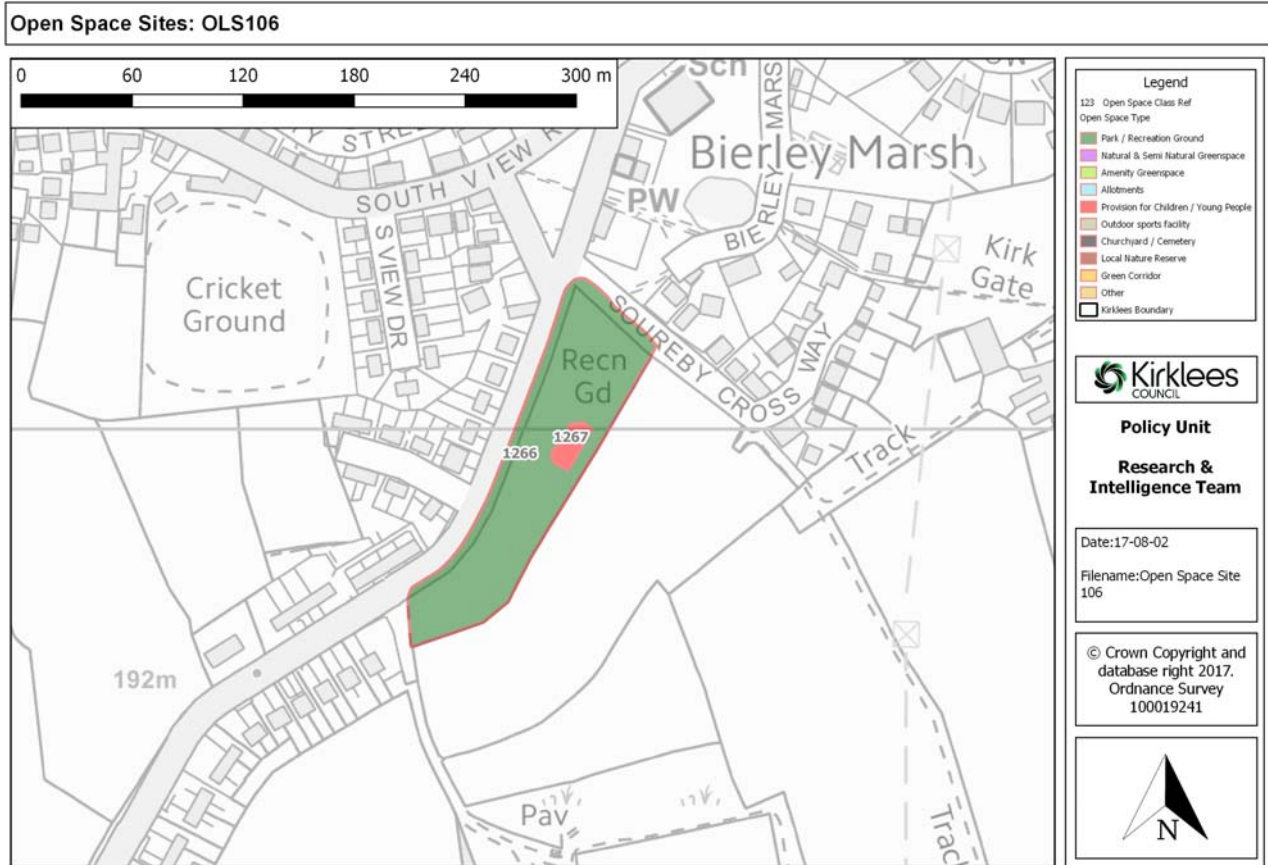 Open Space Sites: OLS106
0 60 120 180 240 300 m
Sch
STREET
SOUTH VIEW R
Bierley Marsh
BIERLEY MARS
PW
S VIEW DR
Cricket
Ground
Kirk
Gate
SOUREBY CROSS WAY
Recn
Gd
1267
1266
Track
192m
Pav
Track
Legend
123 Open Space Class Ref
Open Space Type
Park / Recreation Ground
Natural & Semi Natural Greenspace
Amenity Greenspace
Allotments
Provision for Children / Young People
Outdoor sports facility
Churchyard / Cemetery
Local Nature Reserve
Green Corridor
Other
Kirklees Boundary
Kirklees
COUNCIL
Policy Unit
Research &
Intelligence Team
Date:17-08-02
Filename:Open Space Site
106
© Crown Copyright and
database right 2017.
Ordnance Survey
100019241
N